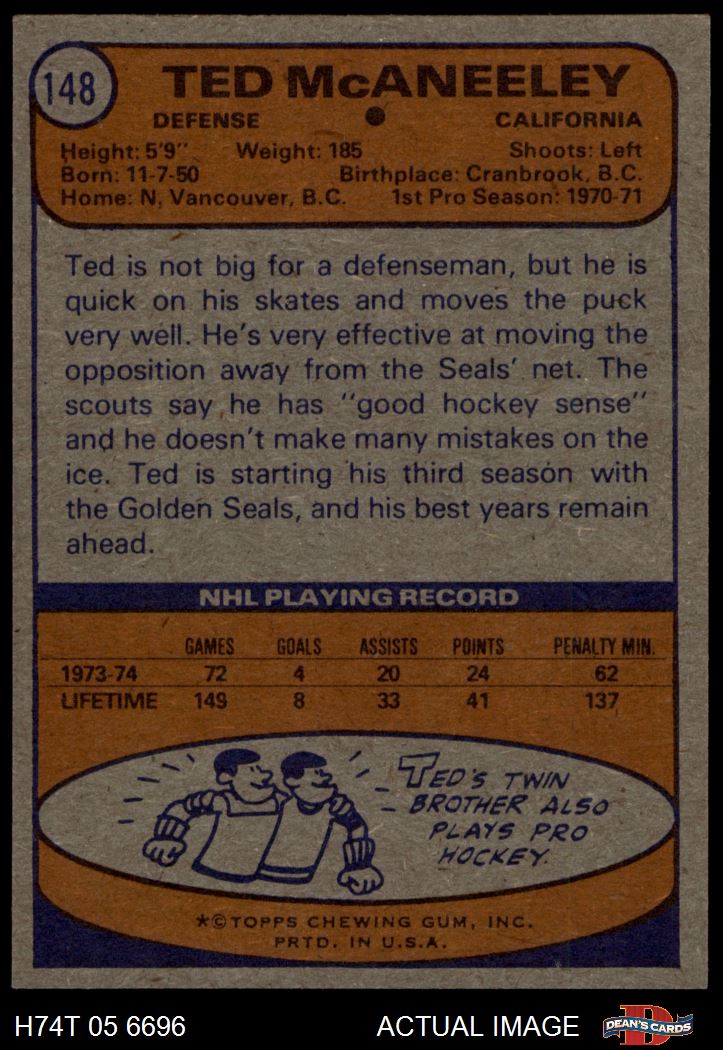 148
TED McANEELEY
DEFENSE CALIFORNIA
Height: 5'9" Weight: 185 Shoots: Left
Born: 11-7-50 Birthplace: Cranbrook, B.C.
Home: N. Vancouver, B.C. 1st Pro Season: 1970-71
Ted is not big for a defenseman, but he is
quick on his skates and moves the puck
very well. He's very effective at moving the
opposition away from the Seals' net. The
scouts say he has "good hockey sense"
and he doesn't make many mistakes on the
ice. Ted is starting his third season with
the Golden Seals, and his best years remain
ahead.
NHL PLAYING RECORD
GAMES GOALS ASSISTS POINTS PENALTY MIN.
1973-74 72 4 20 24 62
LIFETIME 149 8 33 41 137
TED'S TWIN
BROTHER ALSO
PLAYS PRO
HOCKEY.
*©TOPPS CHEWING GUM, INC.
PRTD. IN U.S.A.
H74T 05 6696 ACTUAL IMAGE DEAN'S CARDS